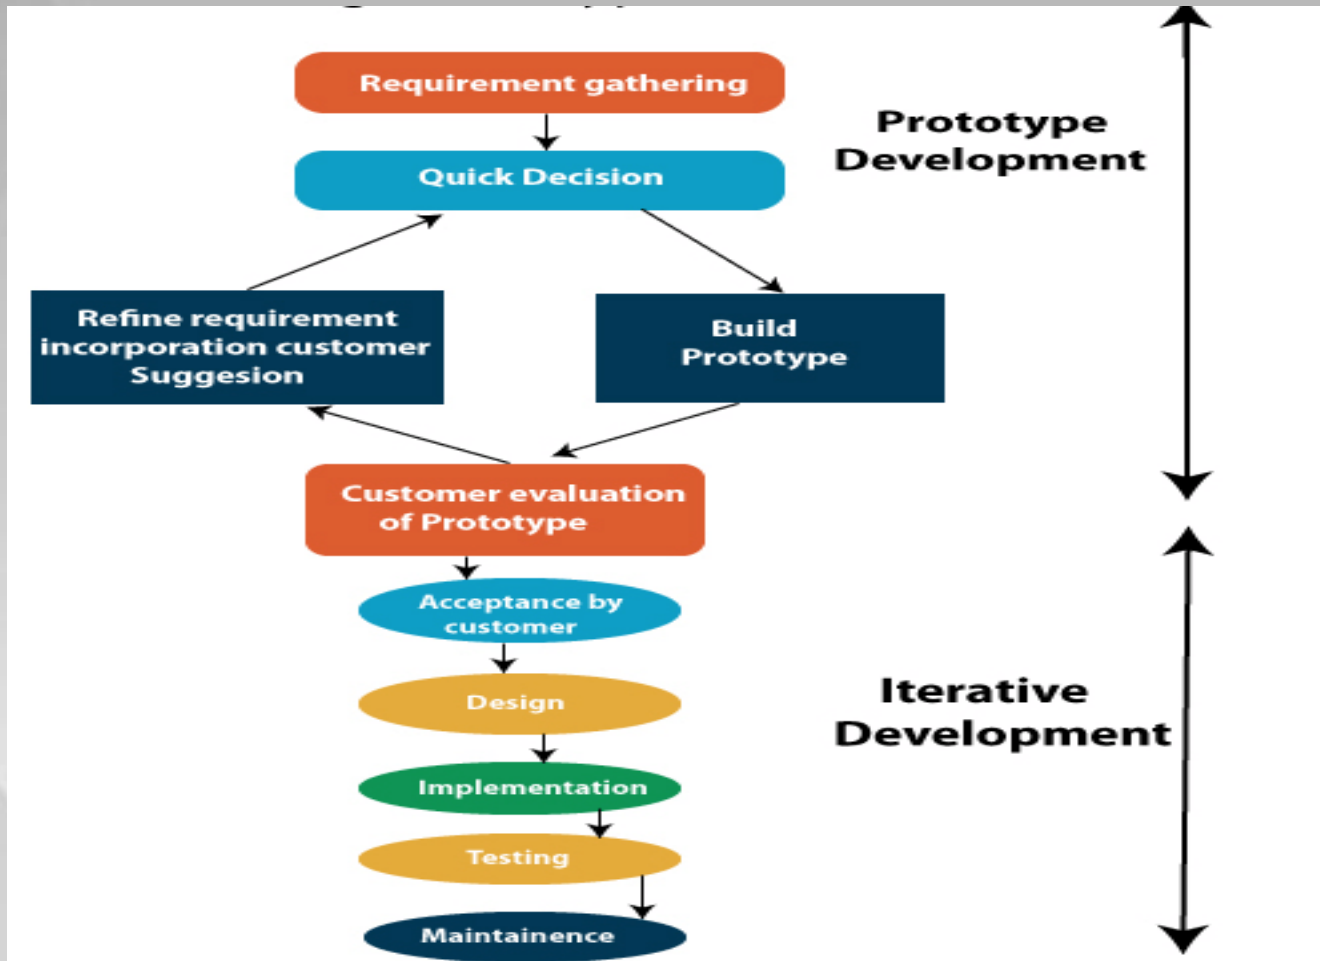 Requirement gathering
Quick Decision
Prototype
Development
Refine requirement
incorporation customer
Suggesion
Build
Prototype
Customer evaluation
of Prototype
Acceptance by
customer
Design
Iterative
Development
Implementation
Testing
Maintainence